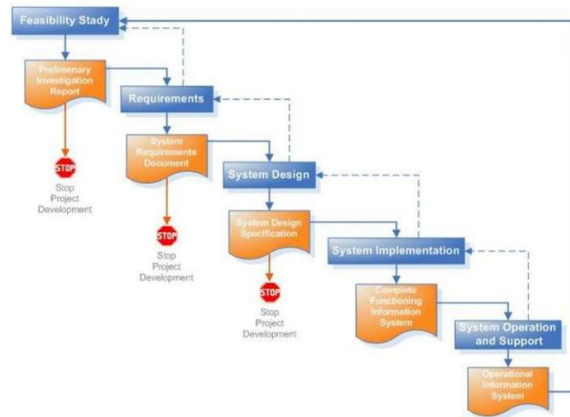 Feasibility Stady
Prelimenary
Investigation
Report
Requirements
STOP
Stop
Project
Development
System
Requirements
Document
System Design
STOP
Stop
Project
Development
System Design
Specification
System Implementation
STOP
Stop
Project
Development
Complete
Functioning
Information
System
System Operation
and Support
Operational
Information
System